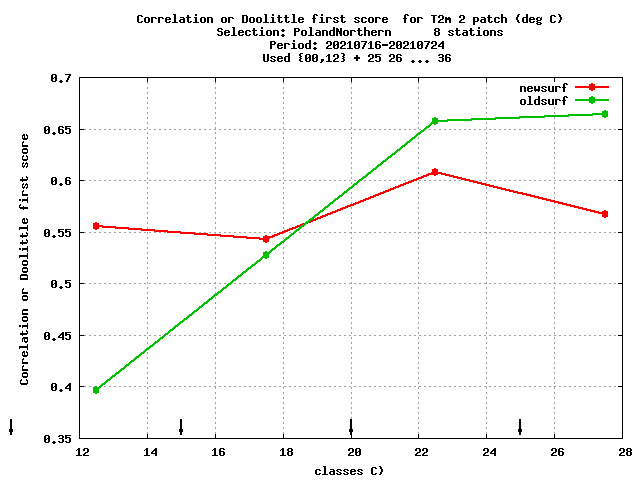 Correlation or Doolittle first score  for T2m 2 patch (deg C)
Selection: PolandNorthern      8 stations
Period: 20210716-20210724
Used {00,12} + 25 26 ... 36
newsurf
oldsurf
0.7
0.65
0.6
0.55
0.5
0.45
0.4
0.35
Correlation or Doolittle first score
12 14 16 18 20 22 24 26 28
classes C)